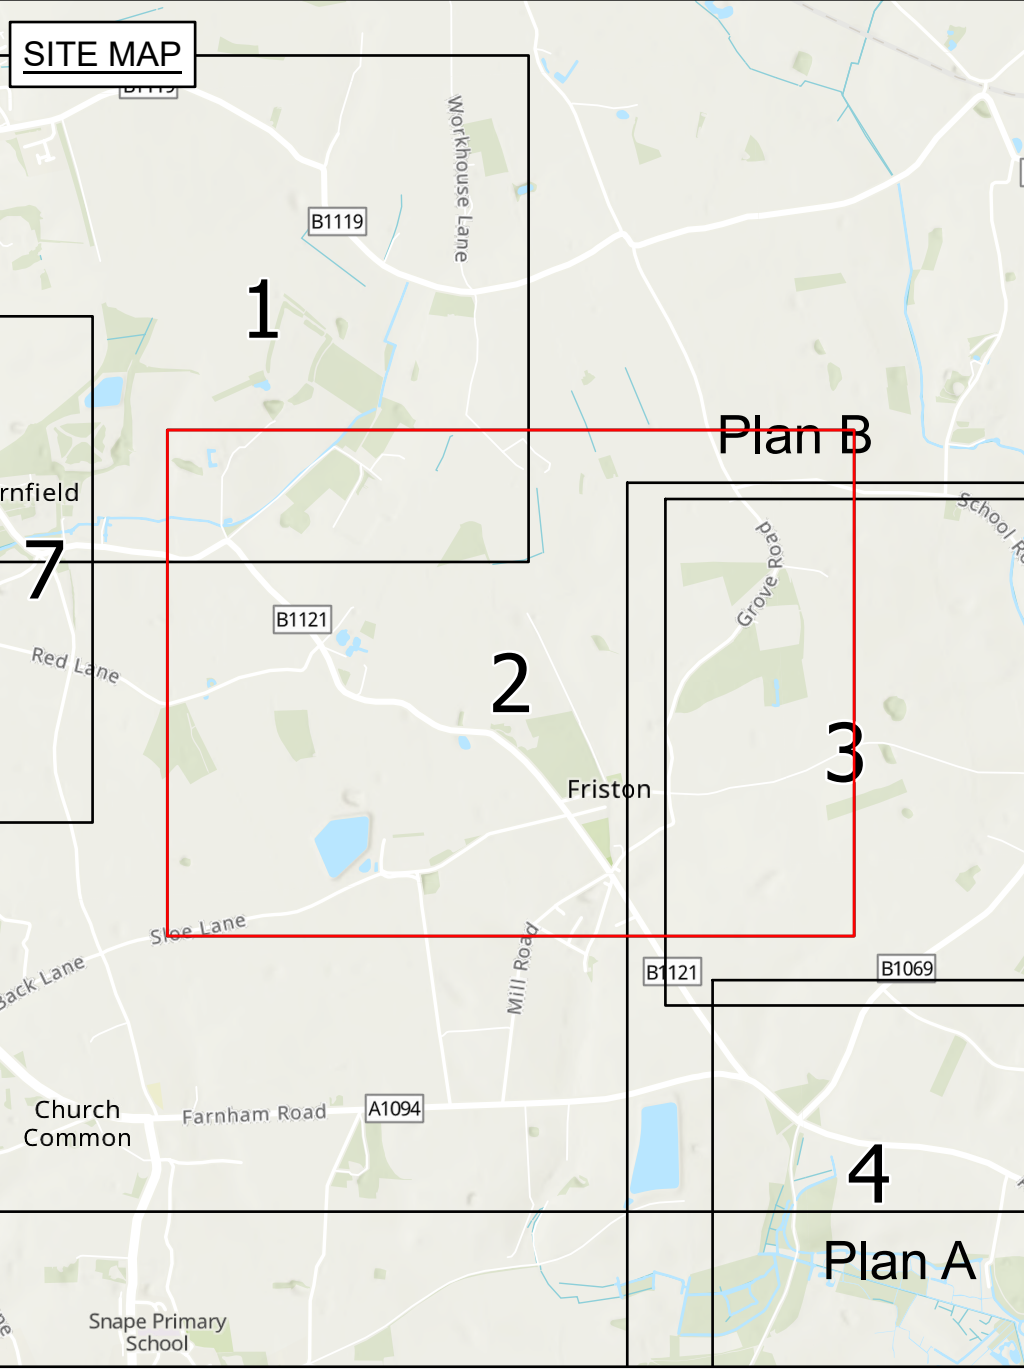 SITE MAP
B1119
Workhouse Lane
B1119
1
Plan B
rnfield
School R
7
Grove Road
B1121
Red Lane
2
3
Friston
Sloe Lane
Mill Road
Back Lane
B1121
B1069
Church
Common
Farnham Road
A1094
4
Plan A
Snape Primary
School